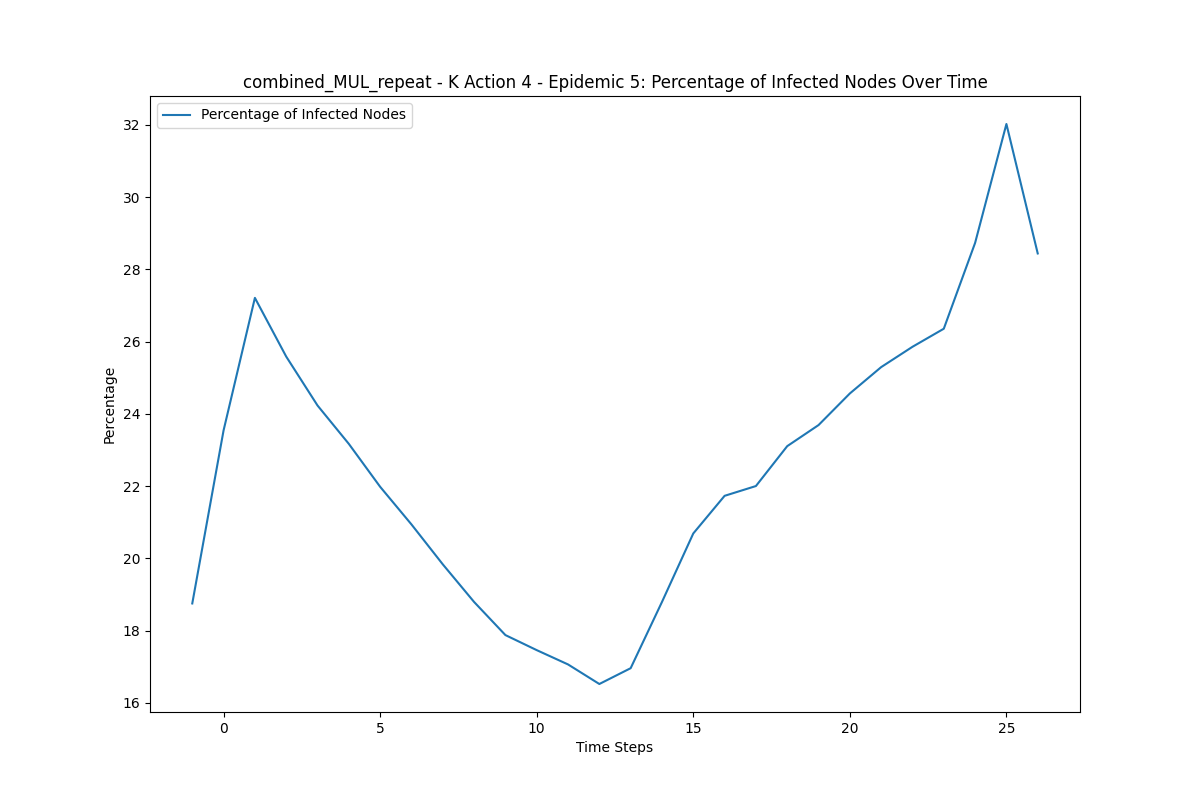 combined_MUL_repeat - K Action 4 - Epidemic 5: Percentage of Infected Nodes Over Time
Percentage of Infected Nodes
32
30
28
26
24
22
20
18
16
Percentage
0 5 10 15 20 25
Time Steps